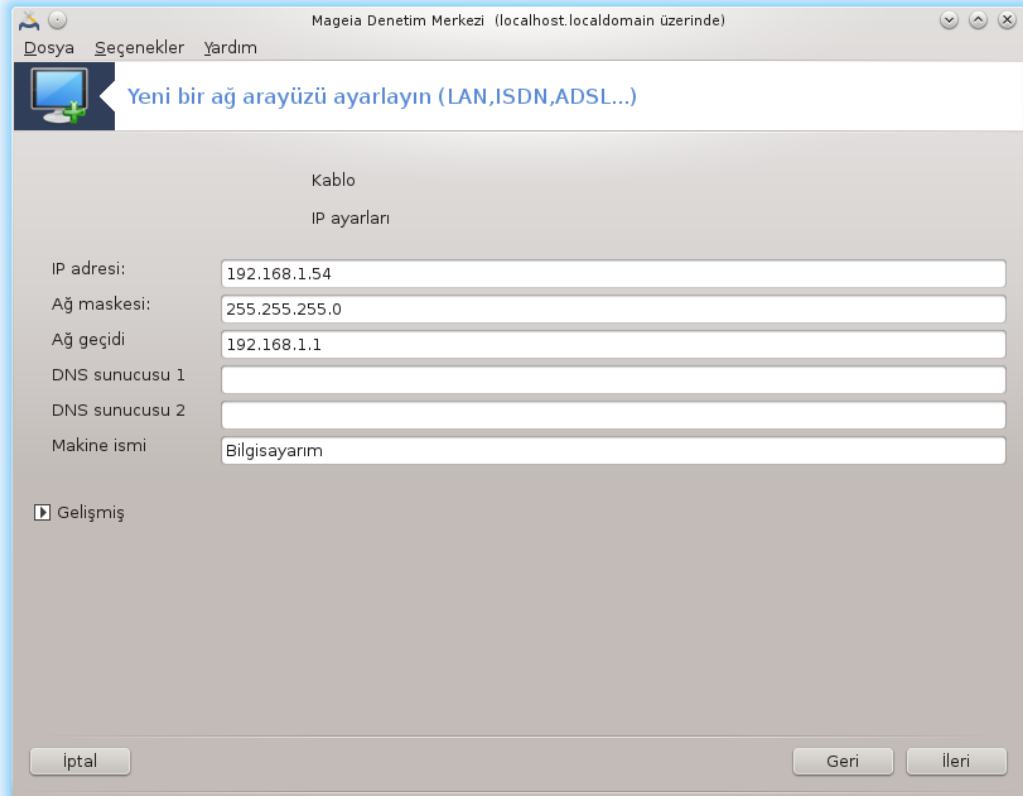 Mageia Denetim Merkezi (localhost.localdomain üzerinde)
Dosya Seçenekler Yardım
Yeni bir ağ arayüzü ayarlayın (LAN,ISDN,ADSL...)
Kablo
IP ayarları
IP adresi: 192.168.1.54
Ağ maskesi: 255.255.255.0
Ağ geçidi 192.168.1.1
DNS sunucusu 1
DNS sunucusu 2
Makine ismi Bilgisayarım
Gelişmiş
İptal Geri İleri